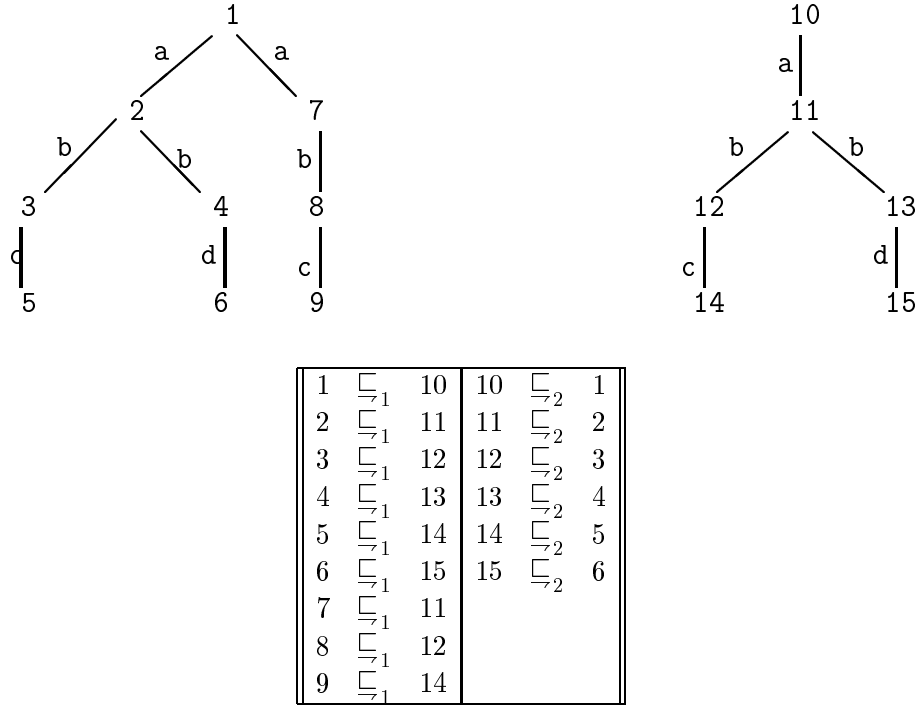 1 10
a a a
2 7 11
b b b b b
3 4 8 12 13
c d c c d
5 6 9 14 15
1 ⊑₁ 10 10 ⊑₂ 1
2 ⊑₁ 11 11 ⊑₂ 2
3 ⊑₁ 12 12 ⊑₂ 3
4 ⊑₁ 13 13 ⊑₂ 4
5 ⊑₁ 14 14 ⊑₂ 5
6 ⊑₁ 15 15 ⊑₂ 6
7 ⊑₁ 11
8 ⊑₁ 12
9 ⊑₁ 14